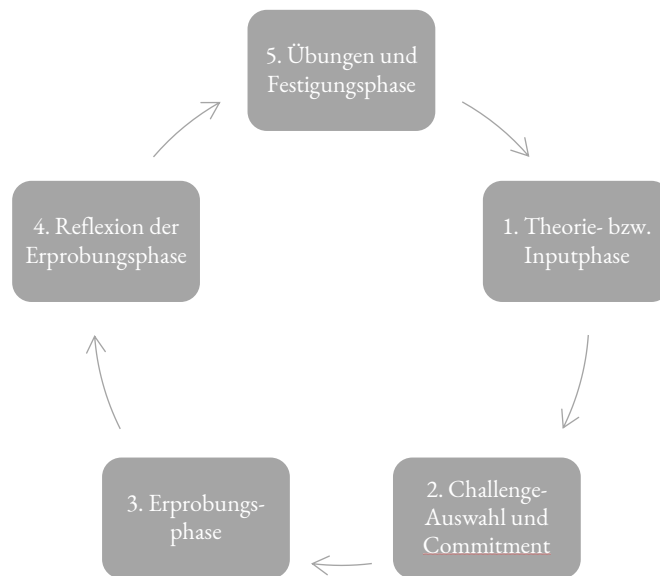 5. Übungen und
Festigungsphase
1. Theorie- bzw.
Inputphase
2. Challenge-
Auswahl und
Commitment
3. Erprobungs-
phase
4. Reflexion der
Erprobungsphase